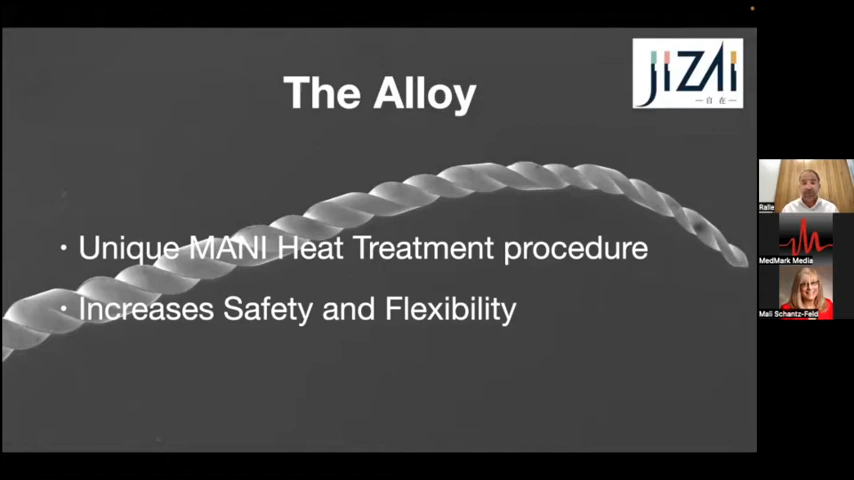 The Alloy
JIZAI
—自在—
• Unique MANI Heat Treatment procedure
• Increases Safety and Flexibility
Ralle
MedMark Media
Mali Schantz-Feld